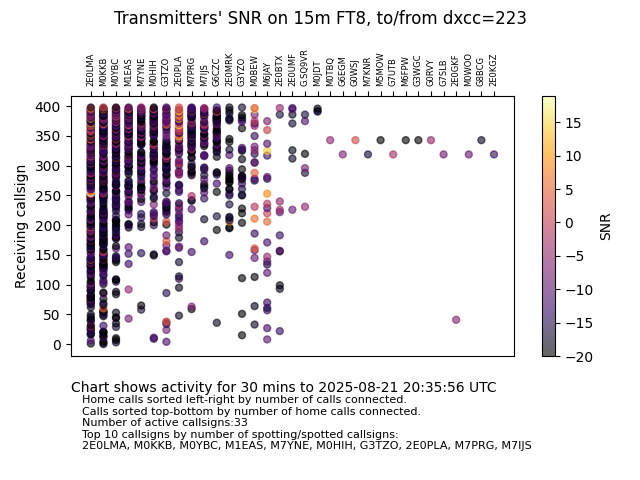 Transmitters' SNR on 15m FT8, to/from dxcc=223
2E0LMA M0KKB M0YBC M1EAS M7YNE M0HIH G3TZO 2E0PLA M7PRG M7IJS G6CZC 2E0MRK G3YZO M0BEW M6JAY 2E0BTX 2E0UMF G.SQ9VR M0JDT M0TBQ G6EGM G0WSJ M7KNR M5MOW G7UTB M6FPW G3WGC G0RVY G7SLB 2E0GKF M0WOO G8BCG 2E0KGZ
400
350
300
250
200
150
100
50
0
Receiving callsign
15
10
5
0
−5
−10
−15
−20
SNR
Chart shows activity for 30 mins to 2025-08-21 20:35:56 UTC
Home calls sorted left-right by number of calls connected.
Calls sorted top-bottom by number of home calls connected.
Number of active callsigns:33
Top 10 callsigns by number of spotting/spotted callsigns:
2E0LMA, M0KKB, M0YBC, M1EAS, M7YNE, M0HIH, G3TZO, 2E0PLA, M7PRG, M7IJS